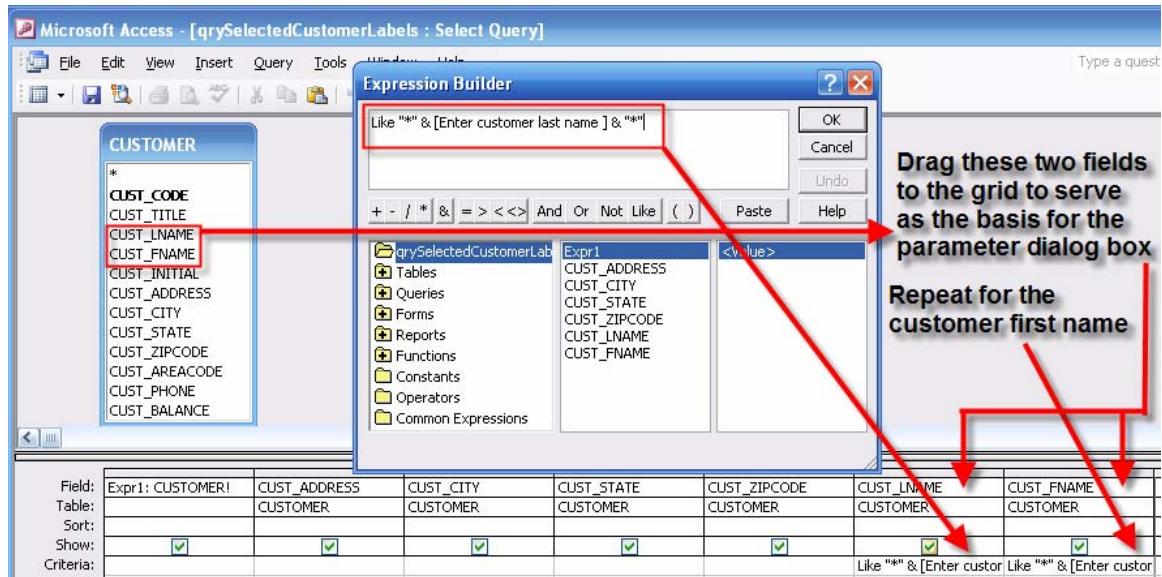 Microsoft Access - [qrySelectedCustomerLabels : Select Query]
File Edit View Insert Query Tools
Type a quest
CUSTOMER
*
CUST_CODE
CUST_TITLE
CUST_LNAME
CUST_FNAME
CUST_INITIAL
CUST_ADDRESS
CUST_CITY
CUST_STATE
CUST_ZIPCODE
CUST_AREACODE
CUST_PHONE
CUST_BALANCE
Expression Builder
Like "*" & [Enter customer last name ] & "*"
OK
Cancel
Undo
+ - / * & = > < <> And Or Not Like ( ) Paste Help
qrySelectedCustomerLab
Tables
Queries
Forms
Reports
Functions
Constants
Operators
Common Expressions
Expr1
CUST_ADDRESS
CUST_CITY
CUST_STATE
CUST_ZIPCODE
CUST_LNAME
CUST_FNAME
<Value>
Drag these two fields
to the grid to serve
as the basis for the
parameter dialog box
Repeat for the
customer first name
Field: Expr1: CUSTOMER! CUST_ADDRESS CUST_CITY CUST_STATE CUST_ZIPCODE CUST_LNAME CUST_FNAME
Table: CUSTOMER CUSTOMER CUSTOMER CUSTOMER CUSTOMER CUSTOMER
Sort:
Show:
Criteria: Like "*" & [Enter custor Like "*" & [Enter custor